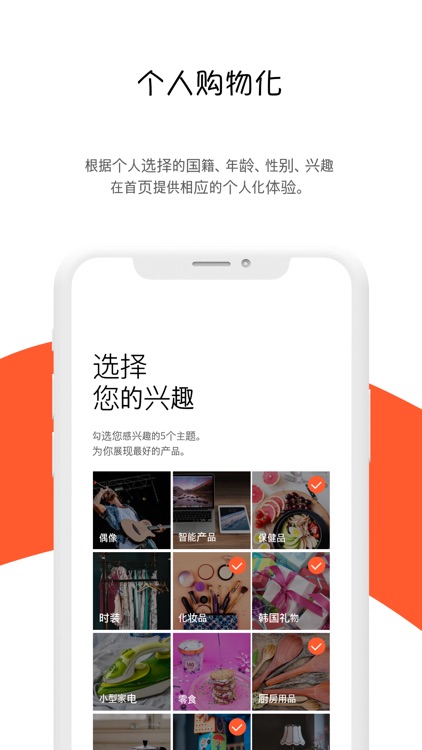 个人购物化
根据个人选择的国籍、年龄、性别、兴趣
在首页提供相应的个人化体验。
选择
您的兴趣
勾选您感兴趣的5个主题。
为你展现最好的产品。
偶像
智能产品
保健品
时装
化妆品
韩国礼物
小型家电
零食
厨房用品